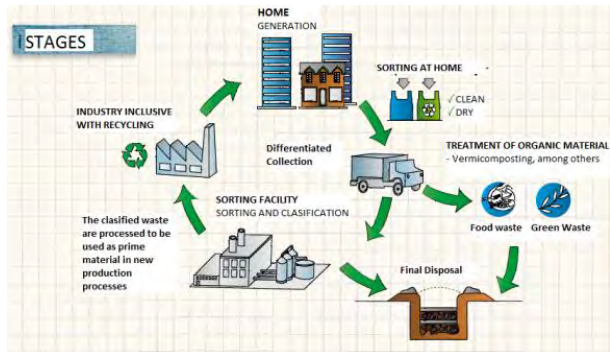 STAGES
HOME
GENERATION
SORTING AT HOME
✓CLEAN
✓DRY
INDUSTRY INCLUSIVE
WITH RECYCLING
Differentiated
Collection
TREATMENT OF ORGANIC MATERIAL
- Vermicomposting, among others
Food waste
Green Waste
SORTING FACILITY
SORTING AND CLASIFICATION
The clasified waste
are processed to be
used as prime
material in new
production
processes
Final Disposal